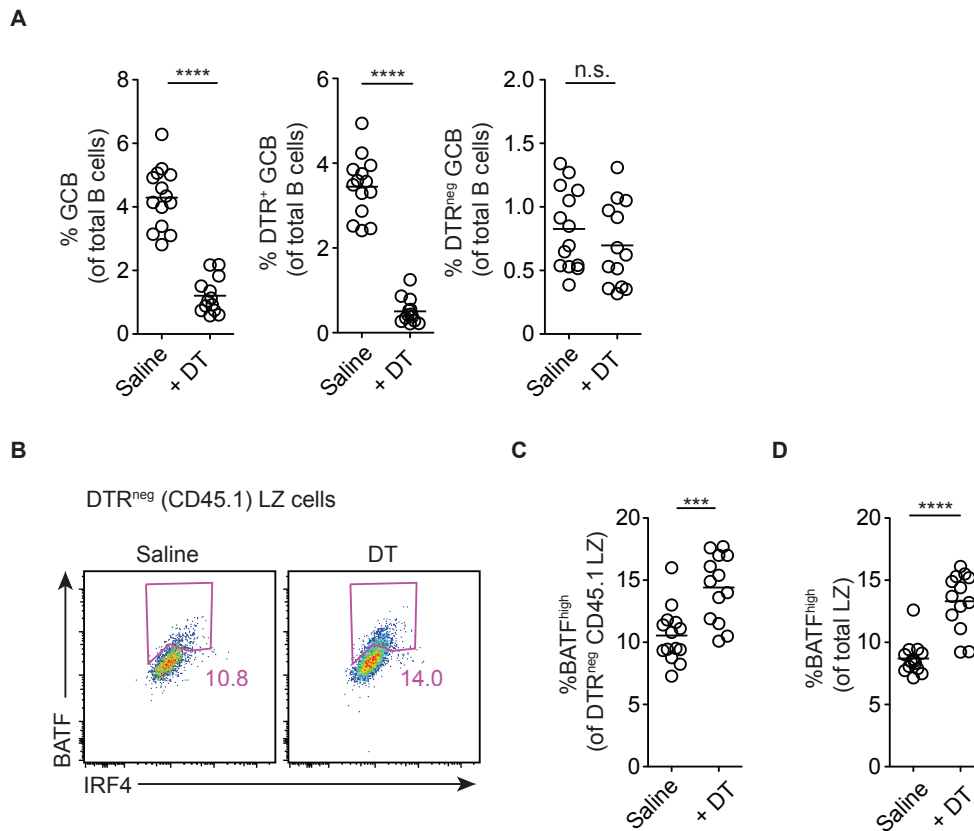 A
% GCB
(of total B cells)
8
6
4
2
0
****
Saline
+ DT
% DTR⁺ GCB
(of total B cells)
6
4
2
0
****
Saline
+ DT
% DTRⁿᵉᵍ GCB
(of total B cells)
2.0
1.5
1.0
0.5
0
n.s.
Saline
+ DT
B
DTRⁿᵉᵍ (CD45.1) LZ cells
Saline
DT
10.8
14.0
BATF
IRF4
C
%BATFʰⁱᵍʰ
(of DTRⁿᵉᵍ CD45.1 LZ)
20
15
10
5
0
***
Saline
+ DT
D
%BATFʰⁱᵍʰ
(of total LZ)
20
15
10
5
0
****
Saline
+ DT